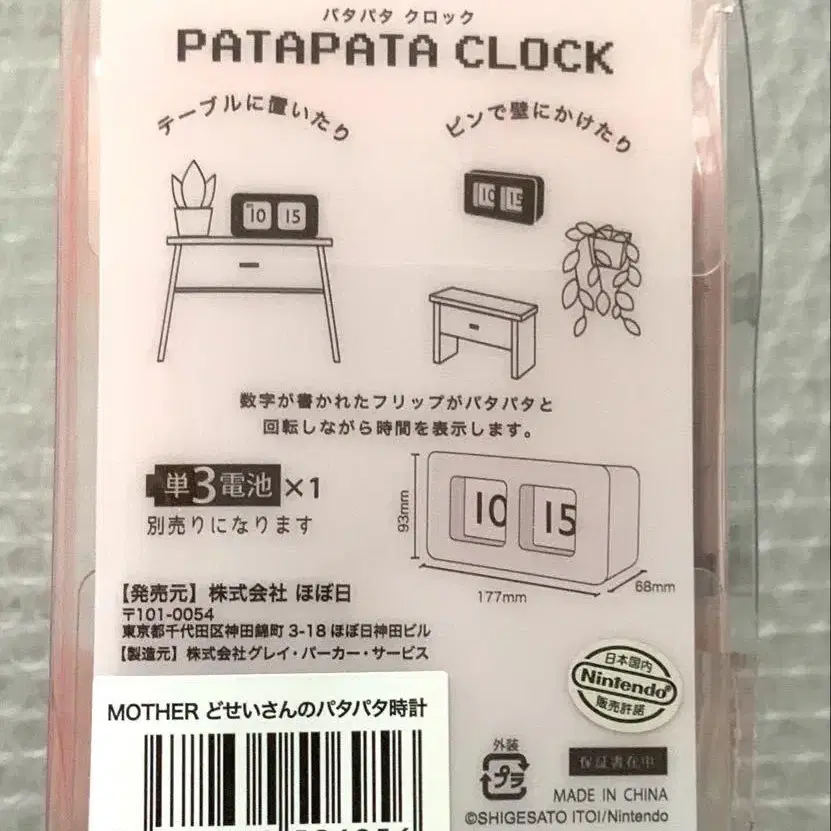 パタパタ クロック
PATAPATA CLOCK
テーブルに置いたり
ピンで壁にかけたり
10 15
10 15
数字が書かれたフリップがパタパタと
回転しながら時間を表示します。
単3電池×1
別売りになります
93mm
10 15
177mm
68mm
【発売元】株式会社 ほぼ日
〒101-0054
東京都千代田区神田錦町 3-18 ほぼ日神田ビル
【製造元】株式会社グレイ・パーカー・サービス
日本国内
Nintendo
販売許諾
MOTHER どせいさんのパタパタ時計
外装
プラ
保証書在中
MADE IN CHINA
©SHIGESATO ITOI/Nintendo